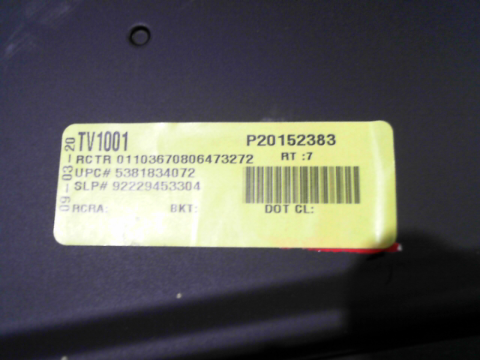 TV1001 P20152383
RCTR 01103670806473272 RT :7
UPC# 5381834072
SLP# 92229453304
RCRA: BKT: DOT CL:
09-03-20